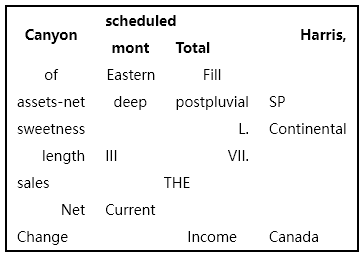 Canyon scheduled mont Total Harris,
of Eastern Fill
assets-net deep postpluvial SP
sweetness L. Continental
length III VII.
sales THE
Net Current
Change Income Canada